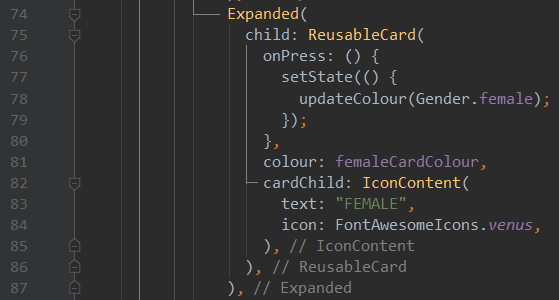 74 Expanded(
75 child: ReusableCard(
76 onPress: () {
77 setState(() {
78 updateColour(Gender.female);
79 });
80 },
81 colour: femaleCardColour,
82 cardChild: IconContent(
83 text: "FEMALE",
84 icon: FontAwesomeIcons.venus,
85 ), // IconContent
86 ), // ReusableCard
87 ), // Expanded